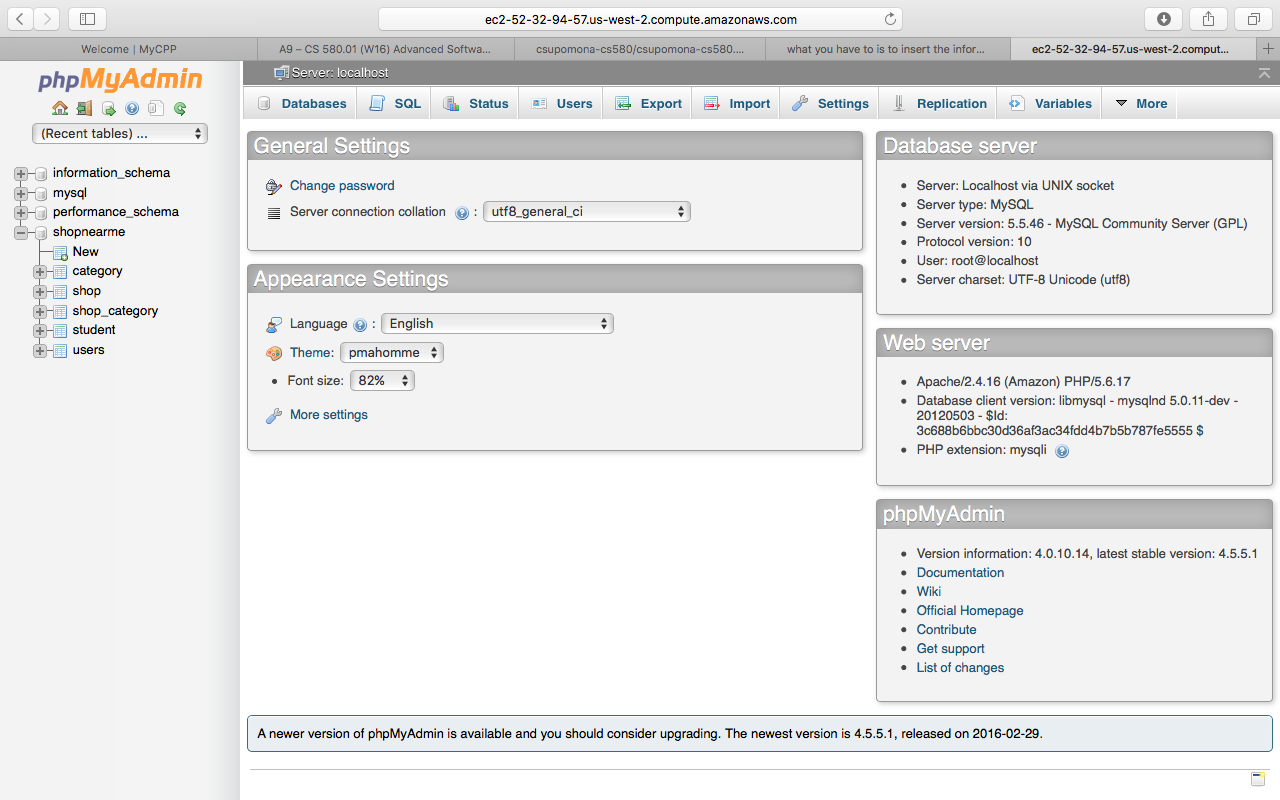 ec2-52-32-94-57.us-west-2.compute.amazonaws.com
Welcome | MyCPP
A9 – CS 580.01 (W16) Advanced Softwa...
csupomona-cs580/csupomona-cs580....
what you have to is to insert the infor...
ec2-52-32-94-57.us-west-2.comput...
phpMyAdmin
(Recent tables) ...
information_schema
mysql
performance_schema
shopnearme
New
category
shop
shop_category
student
users
Server: localhost
Databases
SQL
Status
Users
Export
Import
Settings
Replication
Variables
More
General Settings
Change password
Server connection collation : utf8_general_ci
Appearance Settings
Language : English
Theme: pmahomme
Font size: 82%
More settings
Database server
Server: Localhost via UNIX socket
Server type: MySQL
Server version: 5.5.46 - MySQL Community Server (GPL)
Protocol version: 10
User: root@localhost
Server charset: UTF-8 Unicode (utf8)
Web server
Apache/2.4.16 (Amazon) PHP/5.6.17
Database client version: libmysql - mysqlnd 5.0.11-dev -
20120503 - $Id:
3c688b6bbc30d36af3ac34fdd4b7b5b787fe5555 $
PHP extension: mysqli
phpMyAdmin
Version information: 4.0.10.14, latest stable version: 4.5.5.1
Documentation
Wiki
Official Homepage
Contribute
Get support
List of changes
A newer version of phpMyAdmin is available and you should consider upgrading. The newest version is 4.5.5.1, released on 2016-02-29.